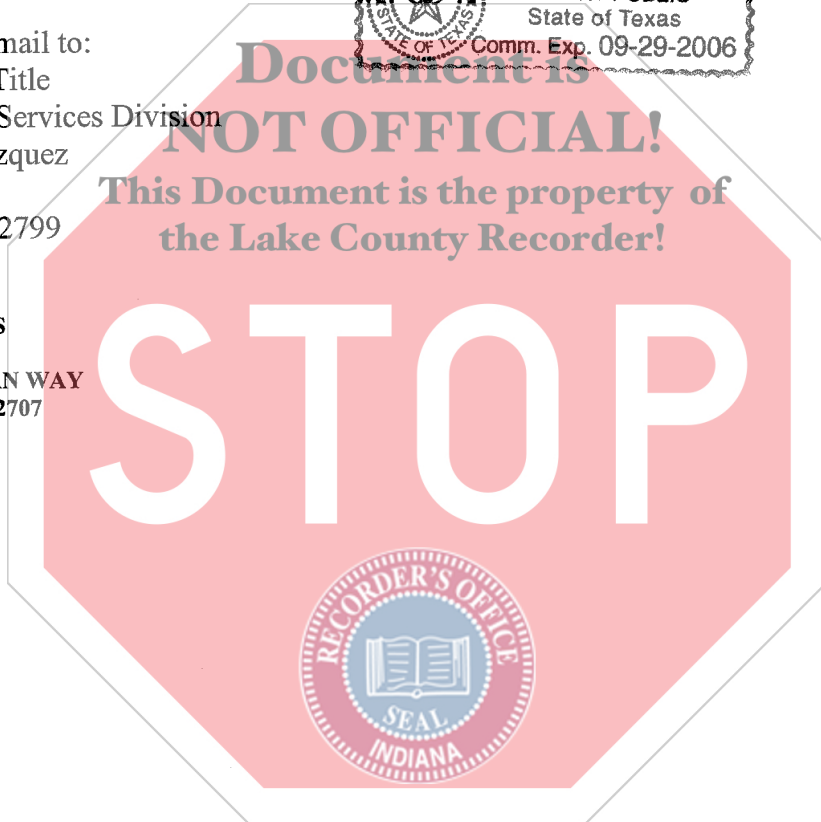 State of Texas
STATE OF TEXAS
Comm. Exp. 09-29-2006
mail to:
Title
Services Division
zquez
2799
s
N WAY
2707
Document is
NOT OFFICIAL!
This Document is the property of
the Lake County Recorder!
STOP
RECORDER'S OFFICE
SEAL
INDIANA